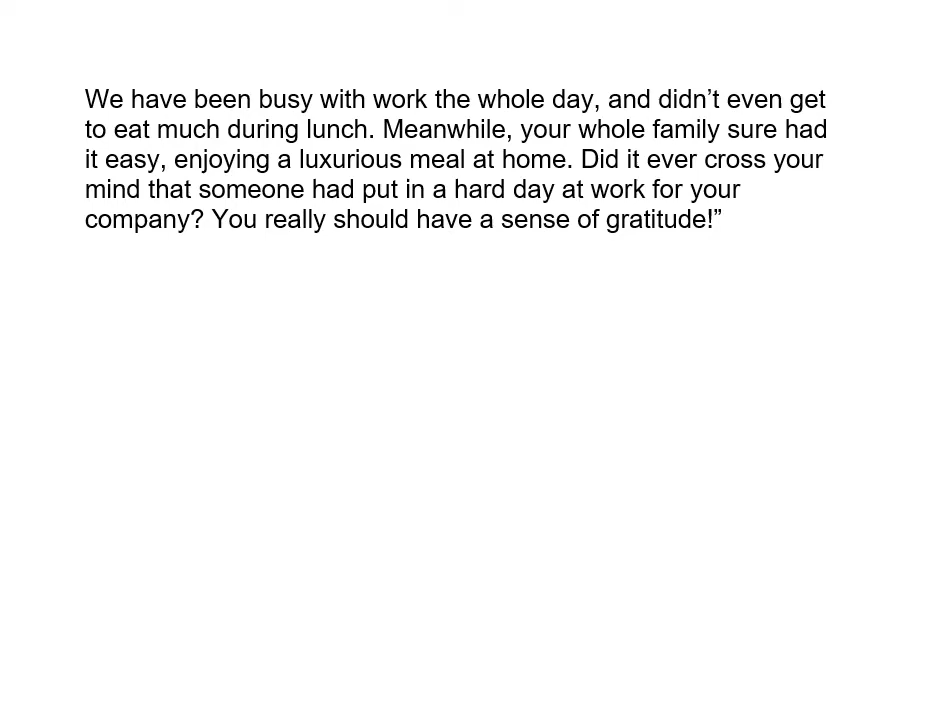 We have been busy with work the whole day, and didn’t even get
to eat much during lunch. Meanwhile, your whole family sure had
it easy, enjoying a luxurious meal at home. Did it ever cross your
mind that someone had put in a hard day at work for your
company? You really should have a sense of gratitude!”